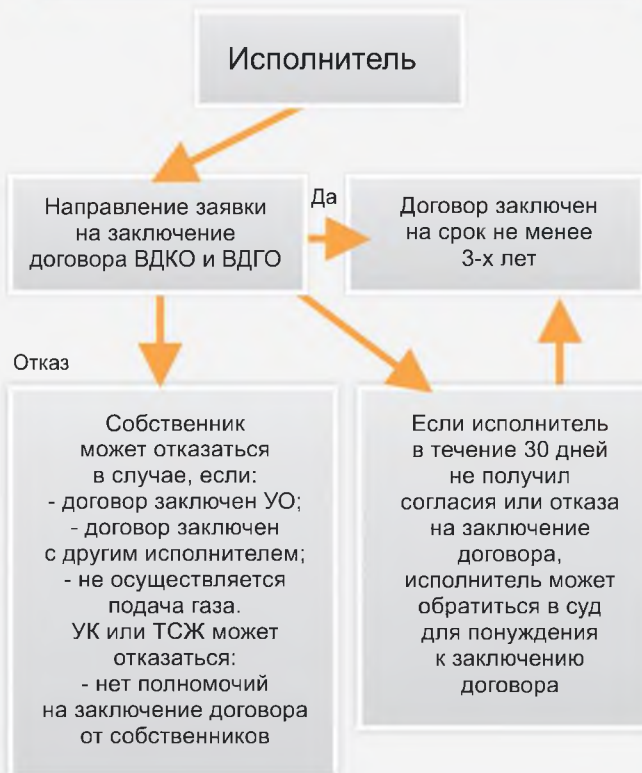 Исполнитель
Направление заявки
на заключение
договора ВДКО и ВДГО
Да
Договор заключен
на срок не менее
3-х лет
Отказ
Собственник
может отказаться
в случае, если:
- договор заключен УО;
- договор заключен
с другим исполнителем;
- не осуществляется
подача газа.
УК или ТСЖ может
отказаться:
- нет полномочий
на заключение договора
от собственников
Если исполнитель
в течение 30 дней
не получил
согласия или отказа
на заключение
договора,
исполнитель может
обратиться в суд
для понуждения
к заключению
договора